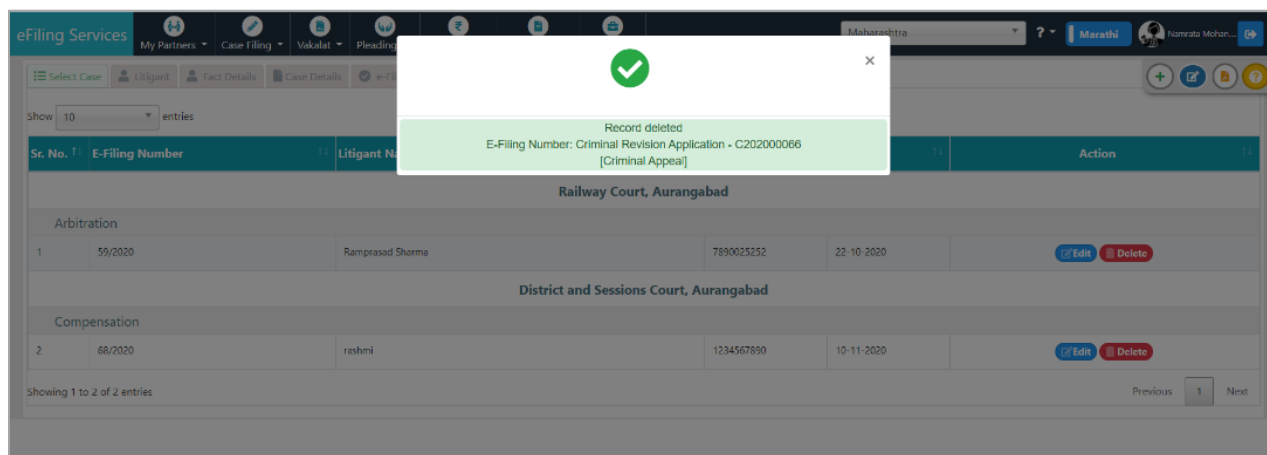 eFiling Services
My Partners
Case Filing
Vakalat
Pleading
Maharashtra
?
Marathi
Namrata Mohan...
Select Case
Litigant
Fact Details
Case Details
e-Fi
×
Show 10 entries
Record deleted
E-Filing Number: Criminal Revision Application - C202000066
[Criminal Appeal]
Sr. No. E-Filing Number Litigant Na Action
Railway Court, Aurangabad
Arbitration
1 59/2020 Ramprasad Sharma 7890025252 22-10-2020 Edit Delete
District and Sessions Court, Aurangabad
Compensation
2 68/2020 rashmi 1234567890 10-11-2020 Edit Delete
Showing 1 to 2 of 2 entries
Previous 1 Next